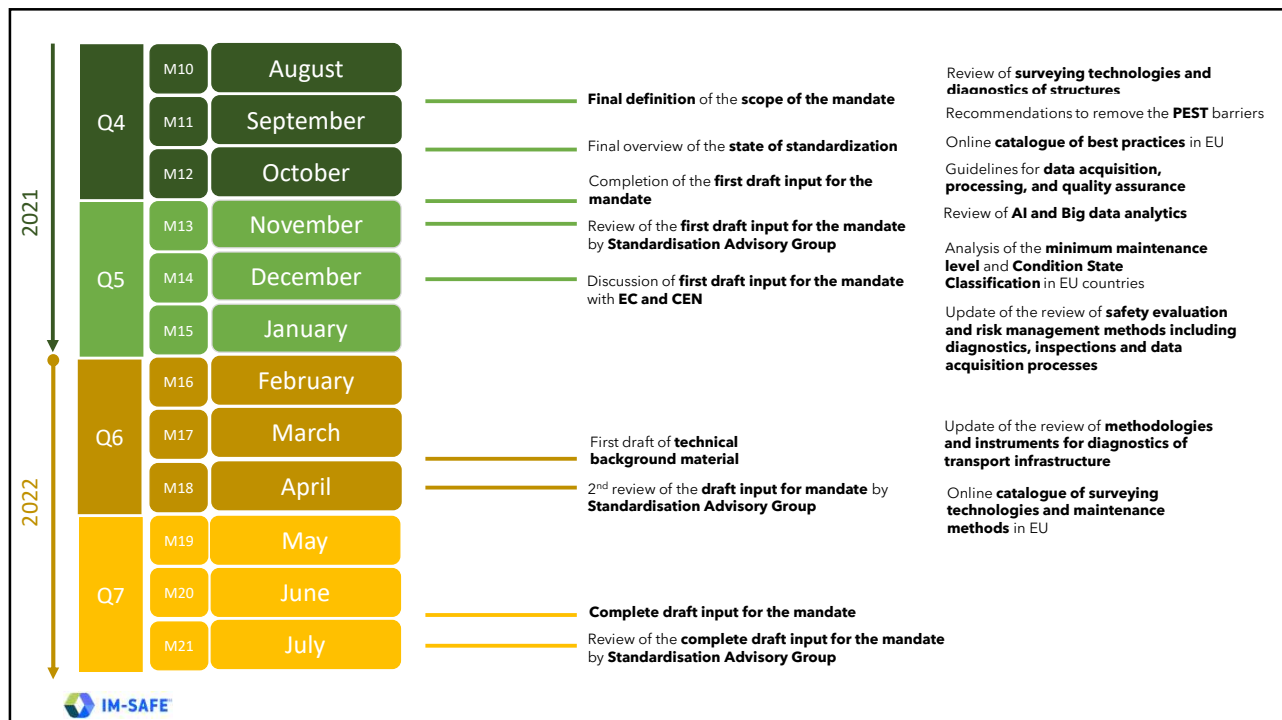 2021
2022
Q4
M10
August
M11
September
M12
October
Q5
M13
November
M14
December
M15
January
Q6
M16
February
M17
March
M18
April
Q7
M19
May
M20
June
M21
July
Final definition of the scope of the mandate
Final overview of the state of standardization
Completion of the first draft input for the
mandate
Review of the first draft input for the mandate
by Standardisation Advisory Group
Discussion of first draft input for the mandate
with EC and CEN
First draft of technical
background material
2nd review of the draft input for mandate by
Standardisation Advisory Group
Complete draft input for the mandate
Review of the complete draft input for the mandate
by Standardisation Advisory Group
Review of surveying technologies and
diagnostics of structures
Recommendations to remove the PEST barriers
Online catalogue of best practices in EU
Guidelines for data acquisition,
processing, and quality assurance
Review of AI and Big data analytics
Analysis of the minimum maintenance
level and Condition State
Classification in EU countries
Update of the review of safety evaluation
and risk management methods including
diagnostics, inspections and data
acquisition processes
Update of the review of methodologies
and instruments for diagnostics of
transport infrastructure
Online catalogue of surveying
technologies and maintenance
methods in EU
IM-SAFE